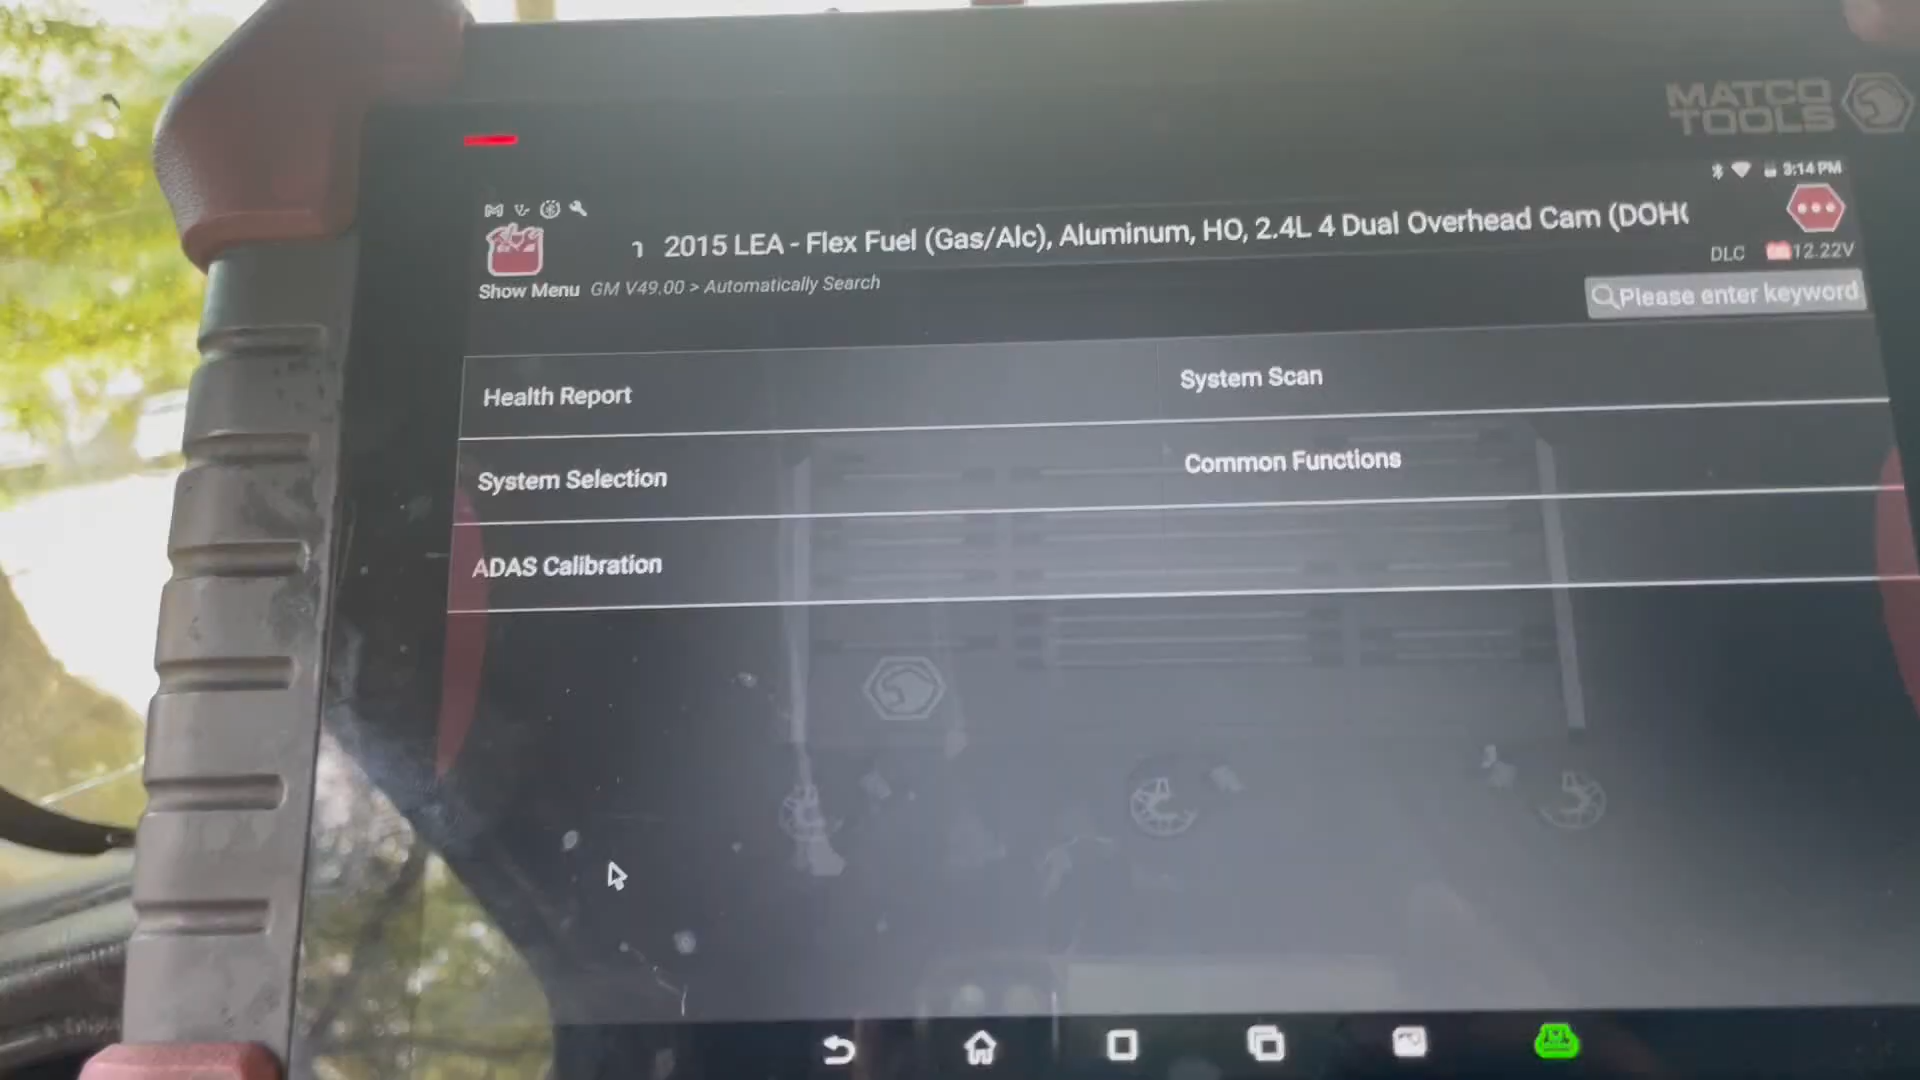 MATCO
TOOLS
3:14 PM
2015 LEA - Flex Fuel (Gas/Alc), Aluminum, HO, 2.4L 4 Dual Overhead Cam (DOHC
DLC 12.22V
Show Menu GM V49.00 > Automatically Search
Please enter keyword
Health Report
System Scan
System Selection
Common Functions
ADAS Calibration